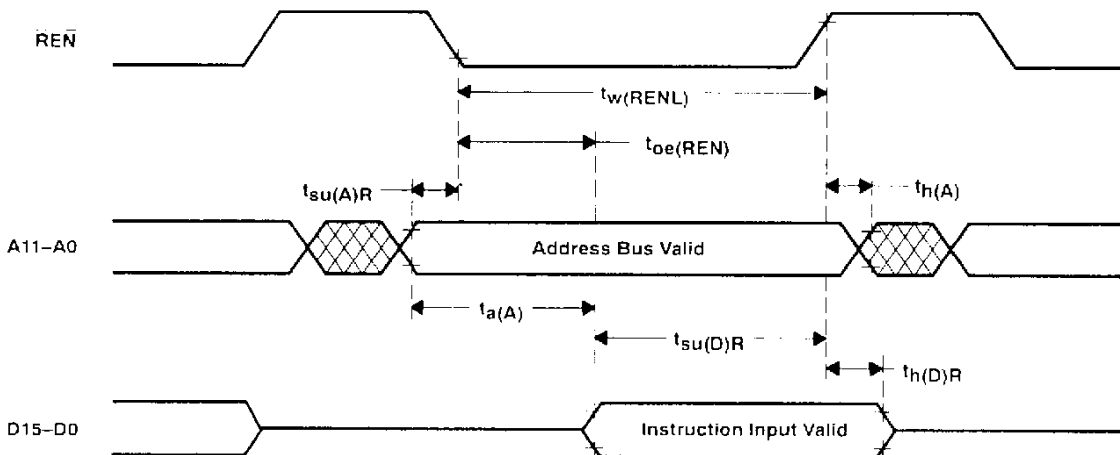 REN
tw(RENL)
toe(REN)
tsu(A)R
th(A)
A11–A0
Address Bus Valid
ta(A)
tsu(D)R
th(D)R
D15–D0
Instruction Input Valid